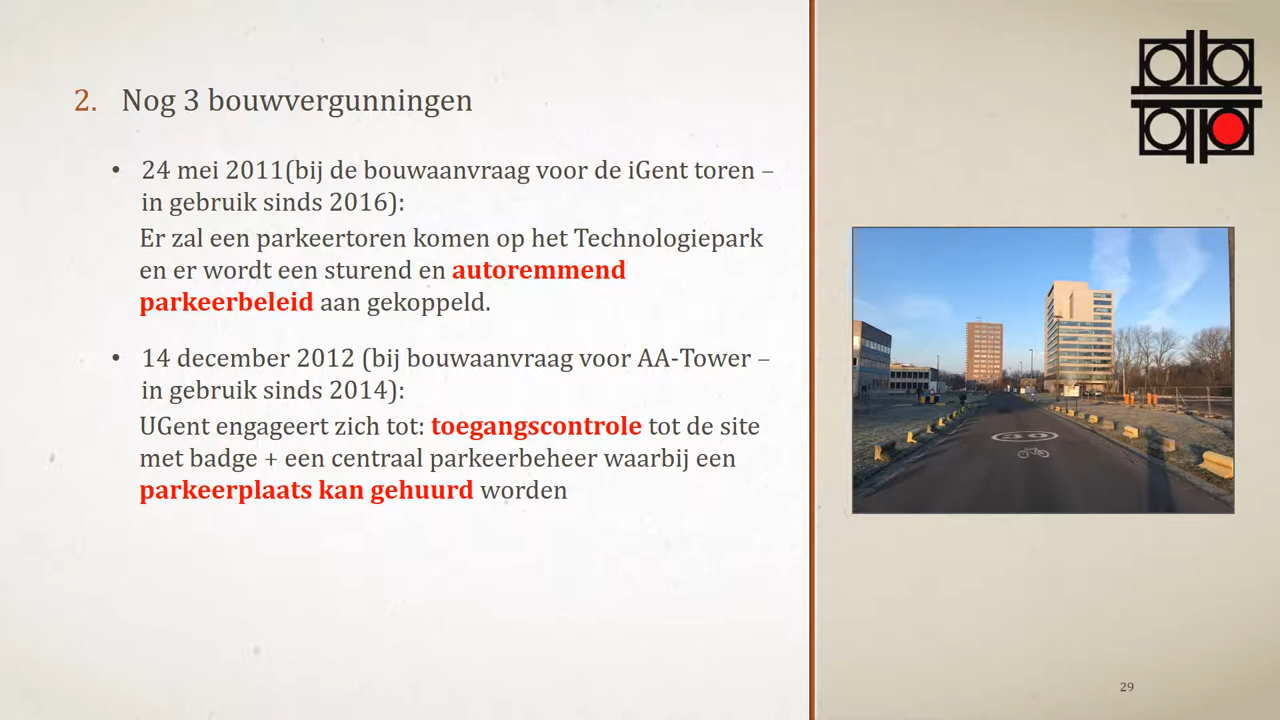 2. Nog 3 bouwvergunningen
• 24 mei 2011(bij de bouwaanvraag voor de iGent toren –
in gebruik sinds 2016):
Er zal een parkeertoren komen op het Technologiepark
en er wordt een sturend en autoremmend
parkeerbeleid aan gekoppeld.
• 14 december 2012 (bij bouwaanvraag voor AA-Tower –
in gebruik sinds 2014):
UGent engageert zich tot: toegangscontrole tot de site
met badge + een centraal parkeerbeheer waarbij een
parkeerplaats kan gehuurd worden
30
29